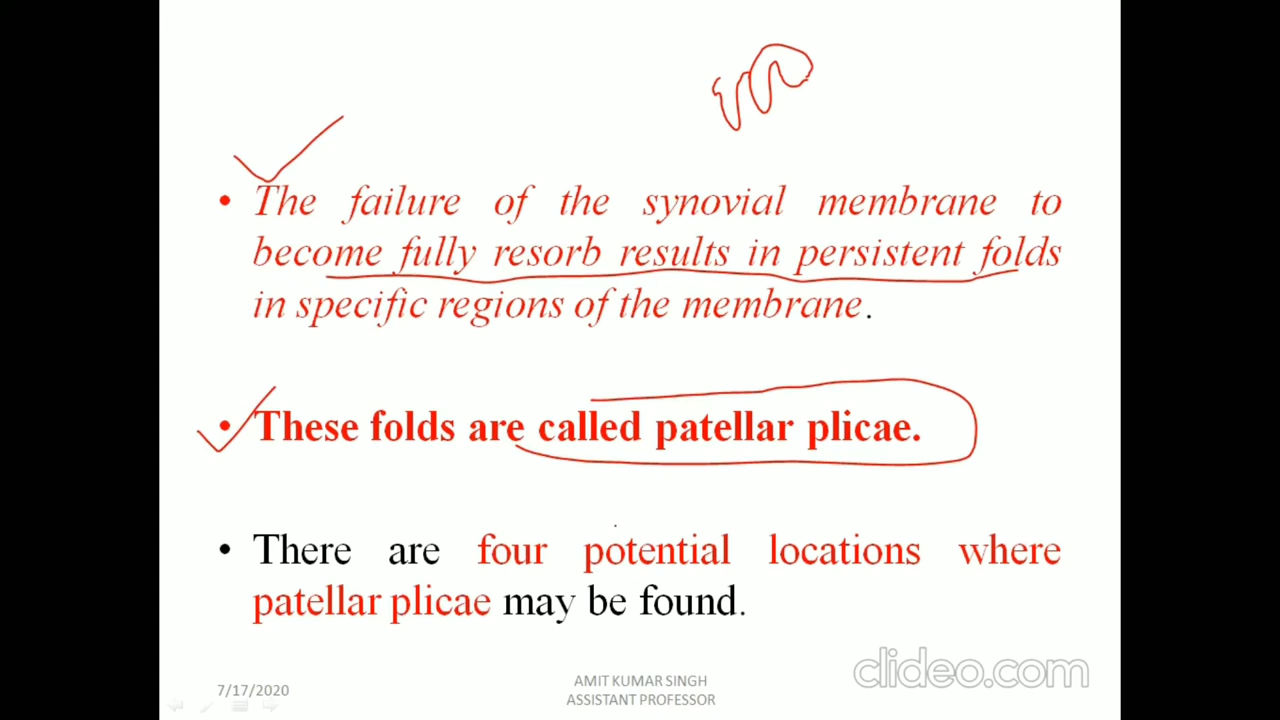 • The failure of the synovial membrane to
become fully resorb results in persistent folds
in specific regions of the membrane.
• These folds are called patellar plicae.
• There are four potential locations where
patellar plicae may be found.
7/17/2020
AMIT KUMAR SINGH
ASSISTANT PROFESSOR
clideo.com